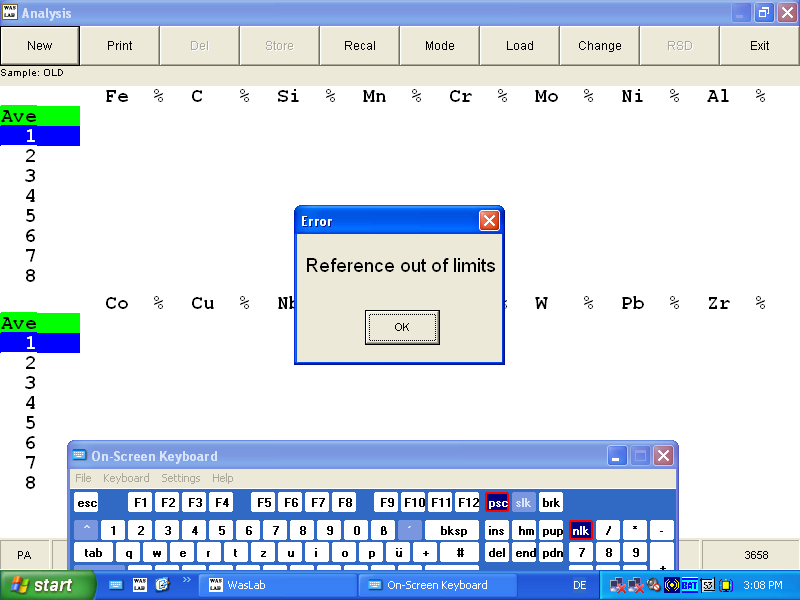 WAS LAB Analysis
New Print Del Store Recal Mode Load Change RSD Exit
Sample: OLD
Fe % C % Si % Mn % Cr % Mo % Ni % Al %
Ave
1
2
3
4
5
6
7
8
Error
Reference out of limits
OK
Co % Cu % Nb % W % Pb % Zr %
Ave
1
2
3
4
5
6
7
8
On-Screen Keyboard
File Keyboard Settings Help
esc F1 F2 F3 F4 F5 F6 F7 F8 F9 F10 F11 F12 psc slk brk
^ 1 2 3 4 5 6 7 8 9 0 ß ´ bksp ins hm pup nlk / * -
tab q w e r t z u i o p ü + # del end pdn 7 8 9 +
PA 3658
start WAS LAB » WAS LAB WasLab On-Screen Keyboard DE BAT 3:08 PM